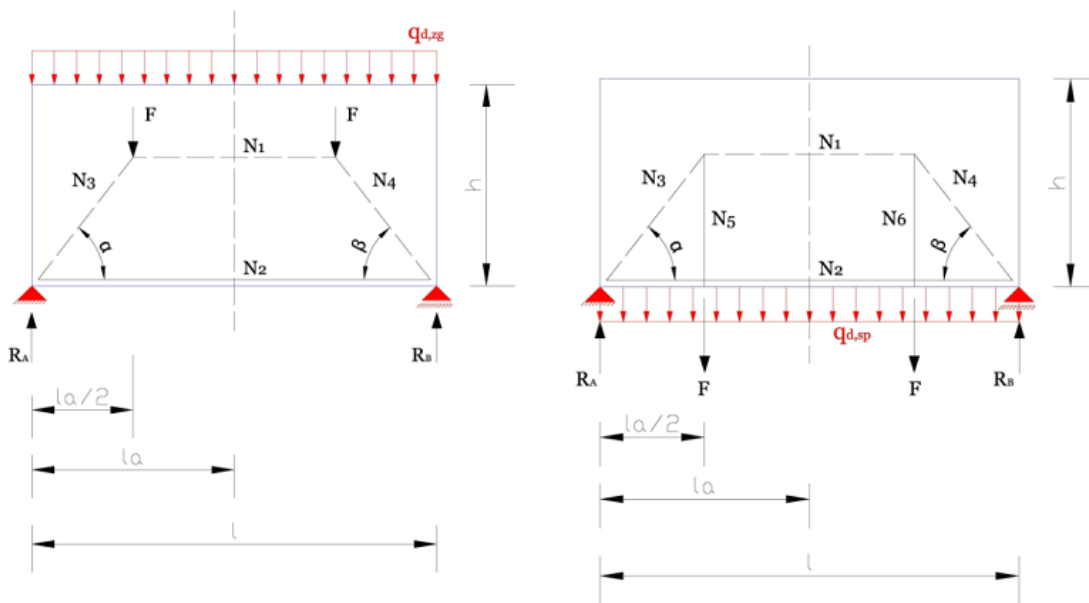 qd,zg
F
F
N1
N3
N4
h
α
β
N2
RA
RB
la/2
la
l
N1
N3
N4
h
N5
N6
α
β
N2
qd,sp
RA
RB
F
F
la/2
la
l